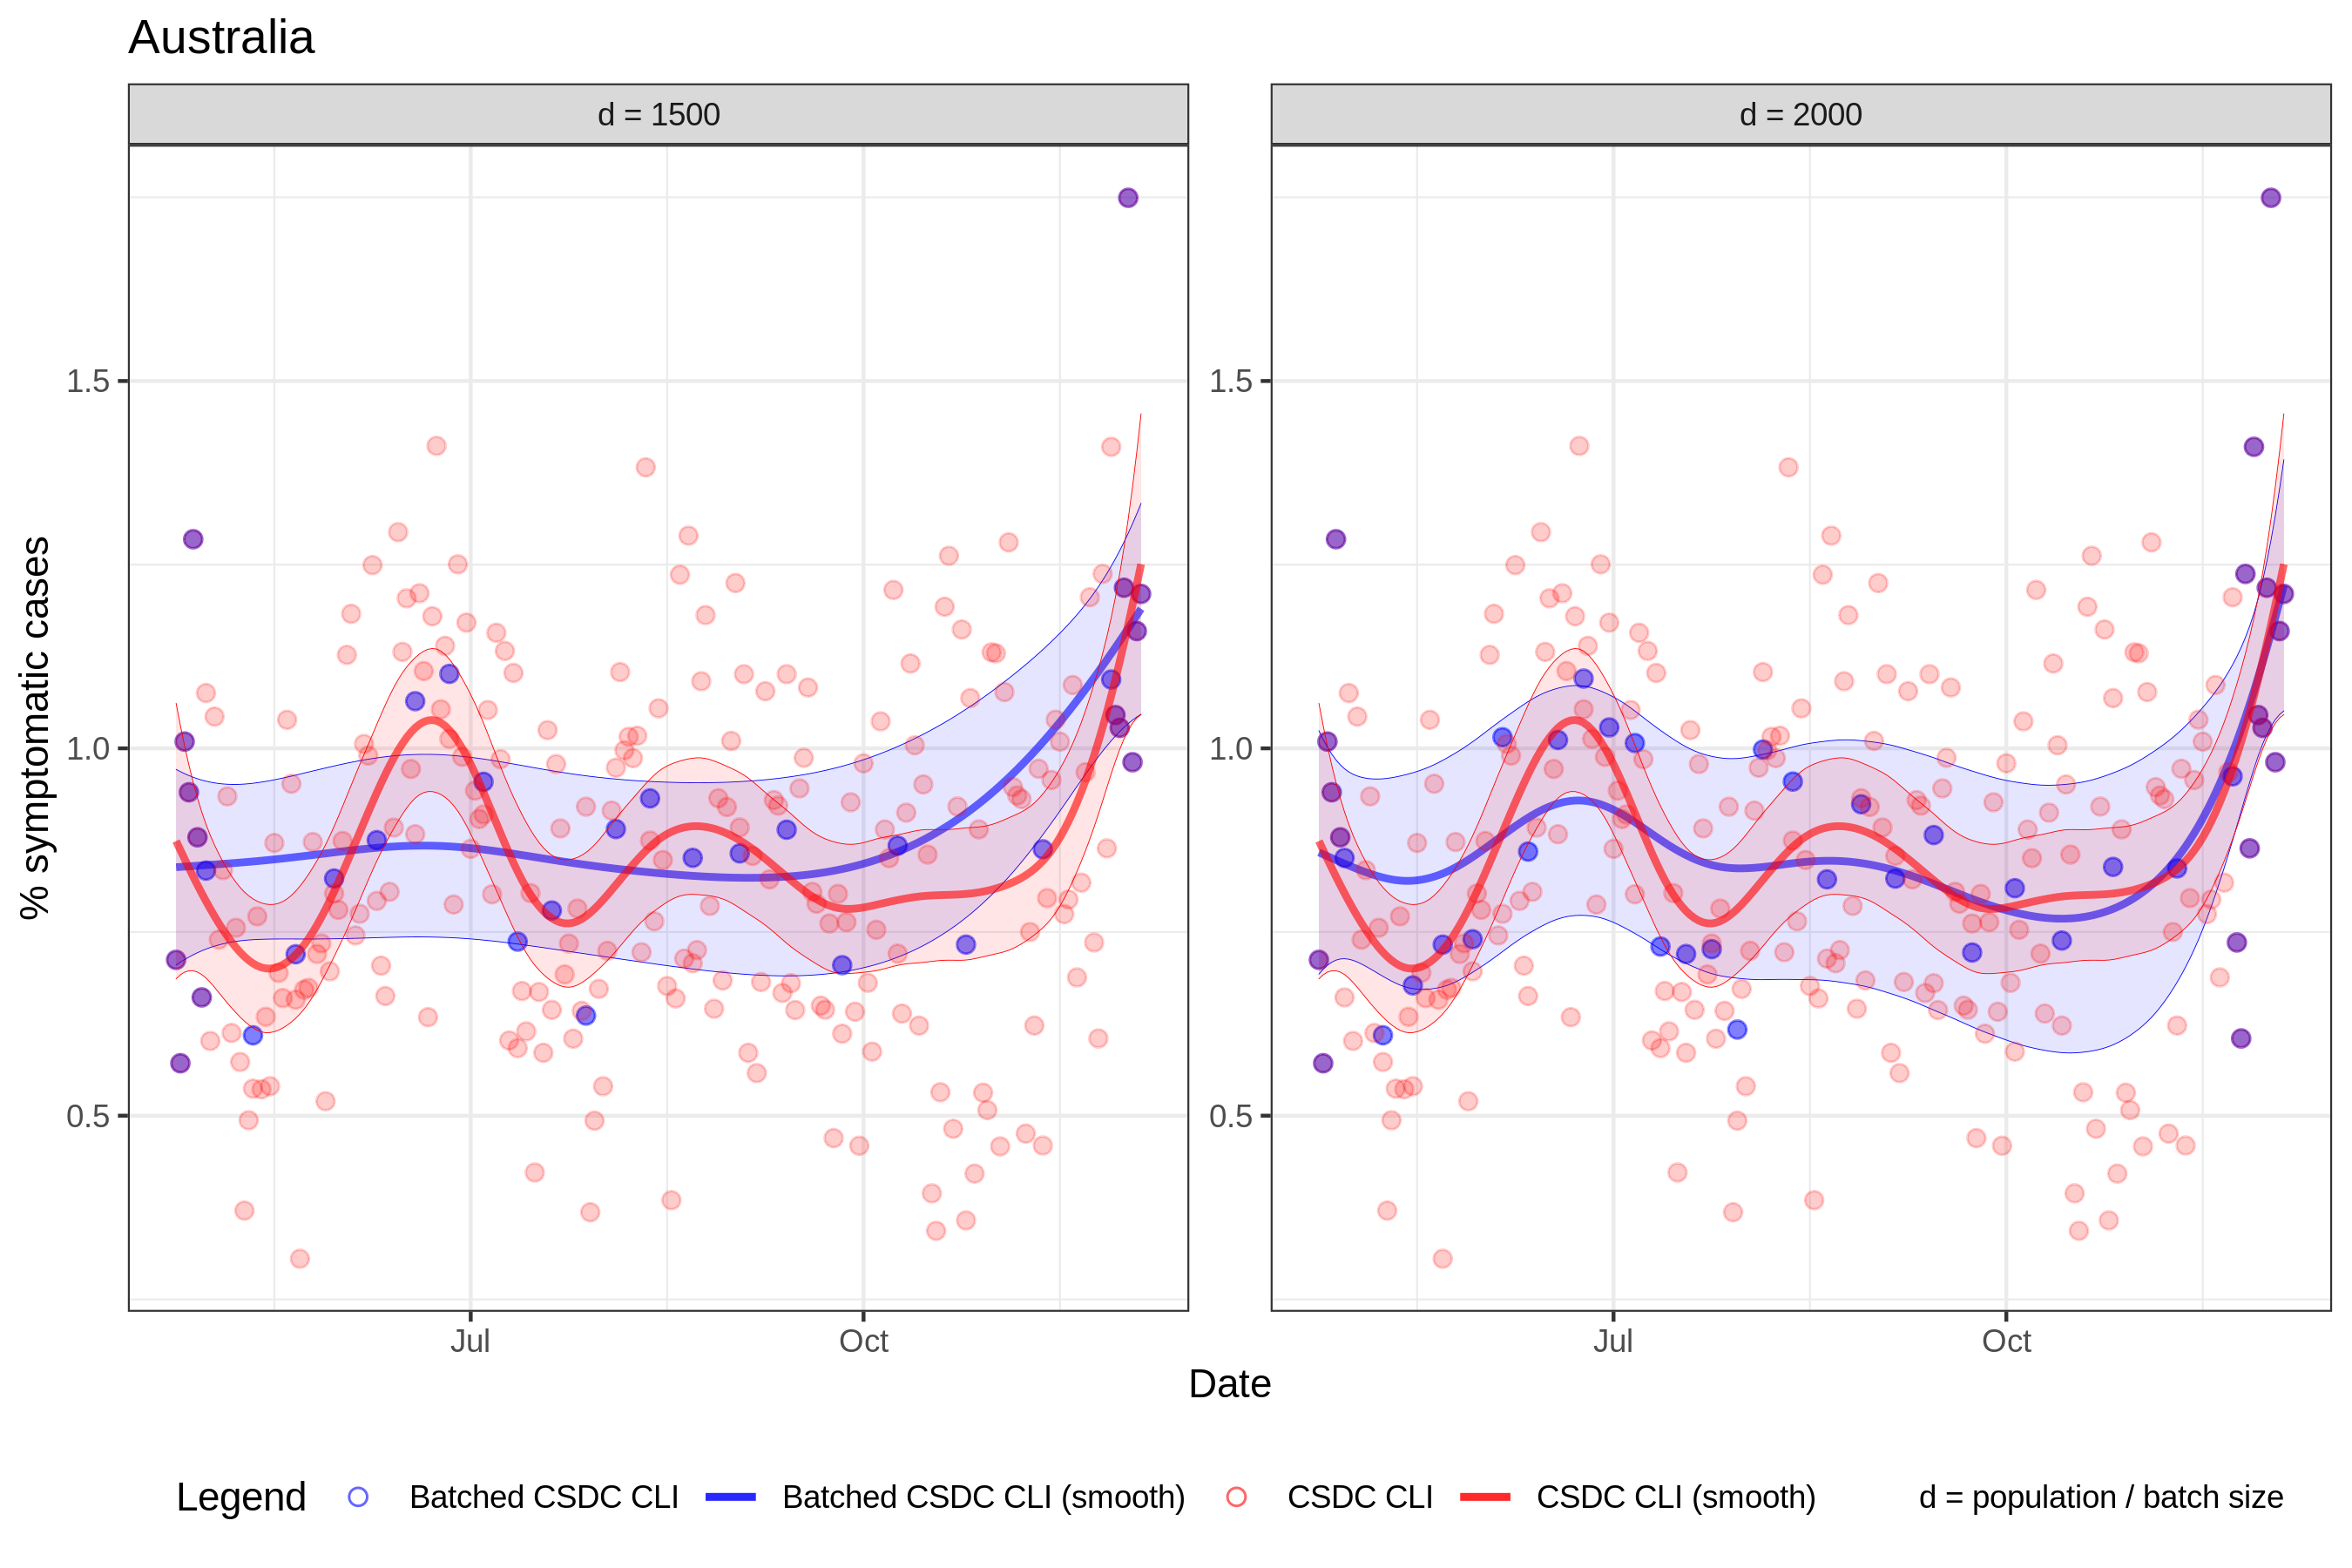 Australia
d = 1500
d = 2000
% symptomatic cases
1.5
1.0
0.5
1.5
1.0
0.5
Jul
Oct
Jul
Oct
Date
Legend
Batched CSDC CLI
Batched CSDC CLI (smooth)
CSDC CLI
CSDC CLI (smooth)
d = population / batch size